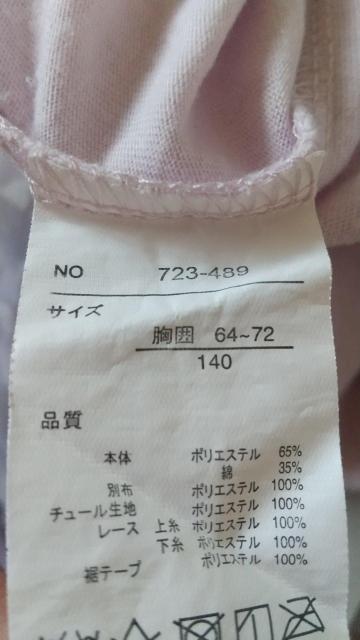 NO 723-489
サイズ
胸囲 64~72
140
品質
本体 ポリエステル 65%
綿 35%
別布 ポリエステル 100%
チュール生地 ポリエステル 100%
レース 上糸 ポリエステル 100%
下糸 ポリエステル 100%
裾テープ ポリエステル 100%